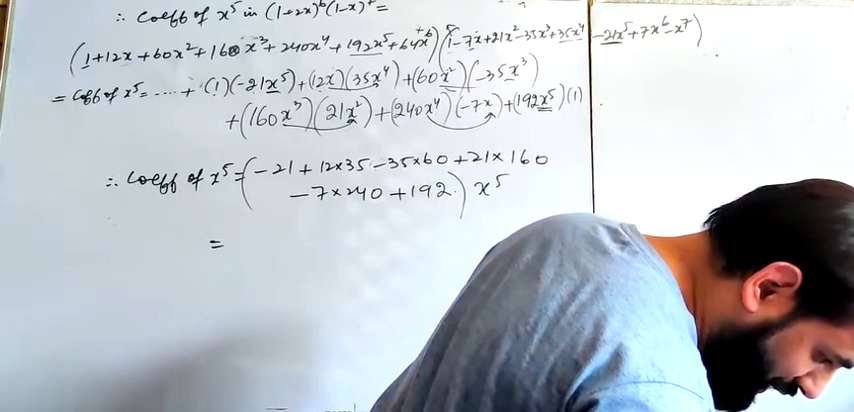 ∴ Coeff of x⁵ in (1+2x)⁶(1-x)⁷=
(1+12x+60x²+160x³+240x⁴+192x⁵+64x⁶)(1-7x+21x²-35x³+35x⁴-21x⁵+7x⁶-x⁷)
= Coff of x⁵= ..... + (1)(-21x⁵)+(12x)(35x⁴)+(60x²)(-35x³)
+(160x³)(21x²)+(240x⁴)(-7x)+(192x⁵)(1)
∴ Coeff of x⁵=(-21+12×35-35×60+21×160
-7×240+192.) x⁵
=